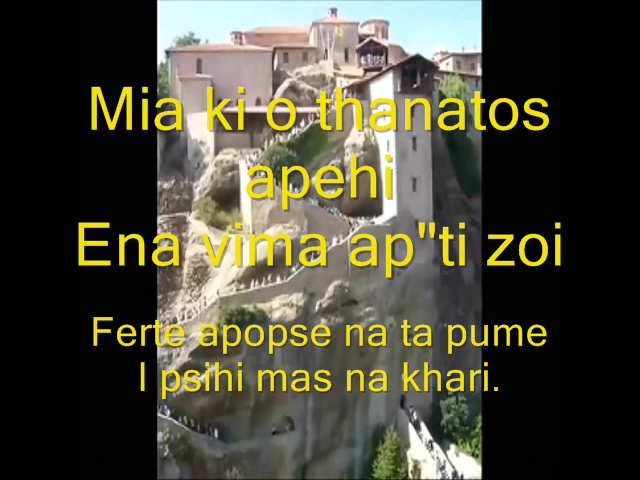 Mia ki o thanatos
apehi
Ena vima ap"ti zoi
Ferte apopse na ta pume
I psihi mas na khari.